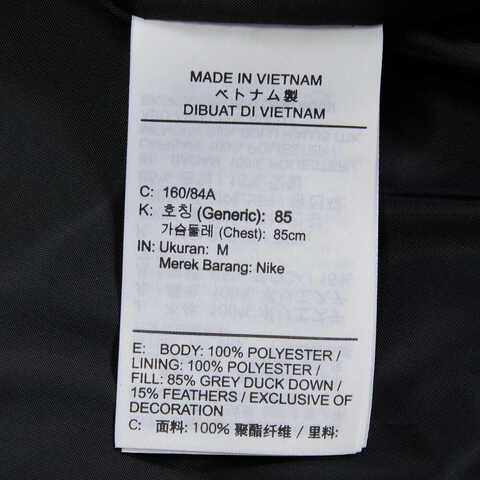 MADE IN VIETNAM
ベトナム製
DIBUAT DI VIETNAM
C: 160/84A
K: 호칭 (Generic): 85
가슴둘레 (Chest): 85cm
IN: Ukuran: M
Merek Barang: Nike
E: BODY: 100% POLYESTER /
LINING: 100% POLYESTER /
FILL: 85% GREY DUCK DOWN /
15% FEATHERS / EXCLUSIVE OF
DECORATION
C: 面料: 100% 聚酯纤维 / 里料: